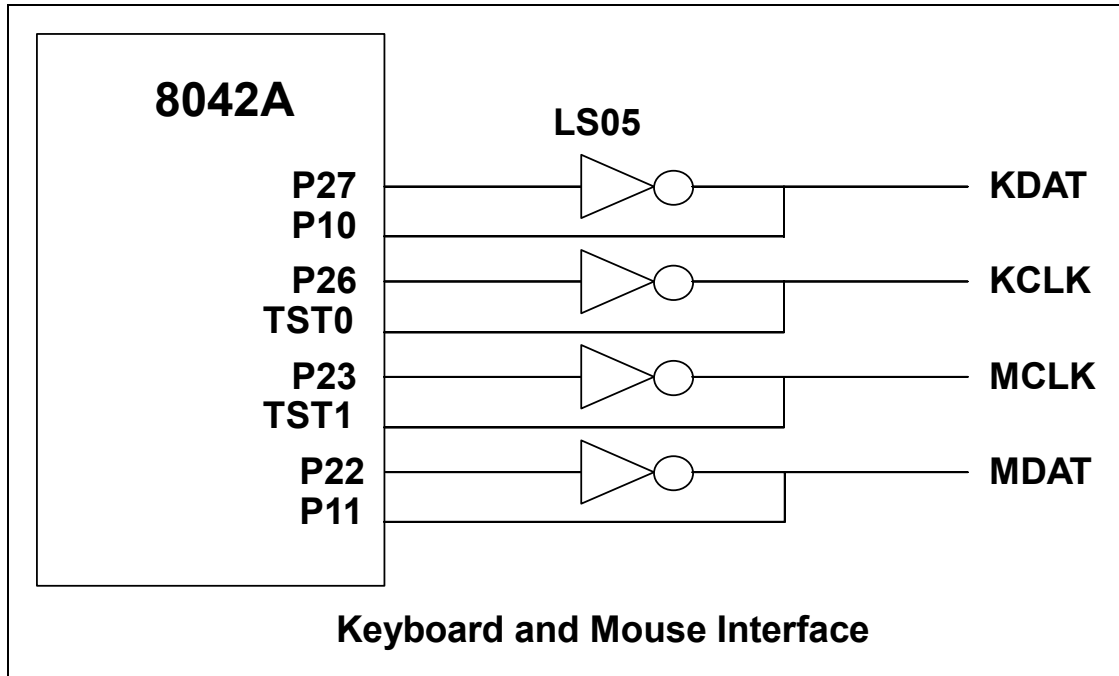 8042A
LS05
P27
KDAT
P10
P26
KCLK
TST0
P23
MCLK
TST1
P22
MDAT
P11
Keyboard and Mouse Interface